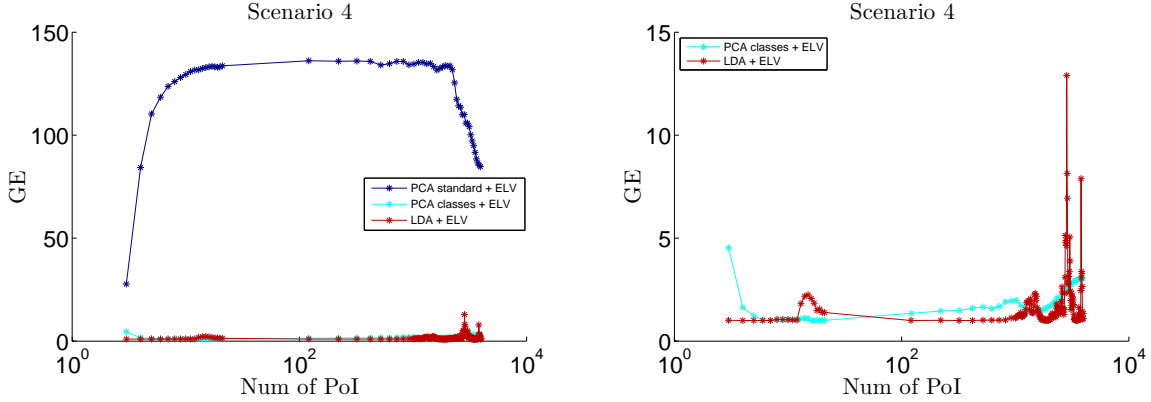 Scenario 4
150
100
50
0
GE
PCA standard + ELV
PCA classes + ELV
LDA + ELV
10^0
10^2
10^4
Num of PoI
Scenario 4
15
10
5
0
GE
PCA classes + ELV
LDA + ELV
10^0
10^2
10^4
Num of PoI